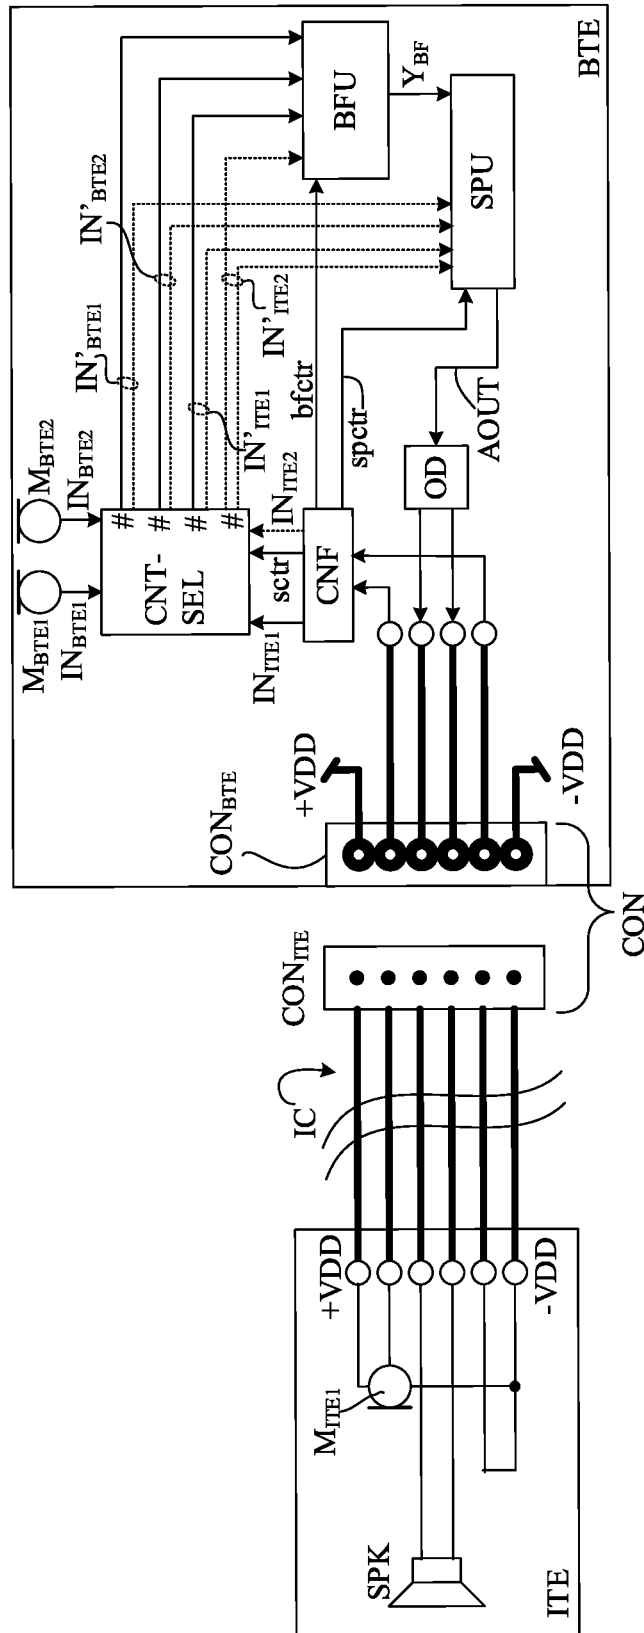 BTE
M_BTE2
IN_BTE2
M_BTE1
IN_BTE1
CNT-
SEL
#
#
#
#
IN'_BTE2
IN'_BTE1
IN'_ITE2
IN'_ITE1
BFU
Y_BF
SPU
bfctr
spctr
IN_ITE2
sctr
IN_ITE1
CNF
OD
AOUT
+VDD
-VDD
CON_BTE
CON_ITE
CON
IC
+VDD
-VDD
M_ITE1
SPK
ITE